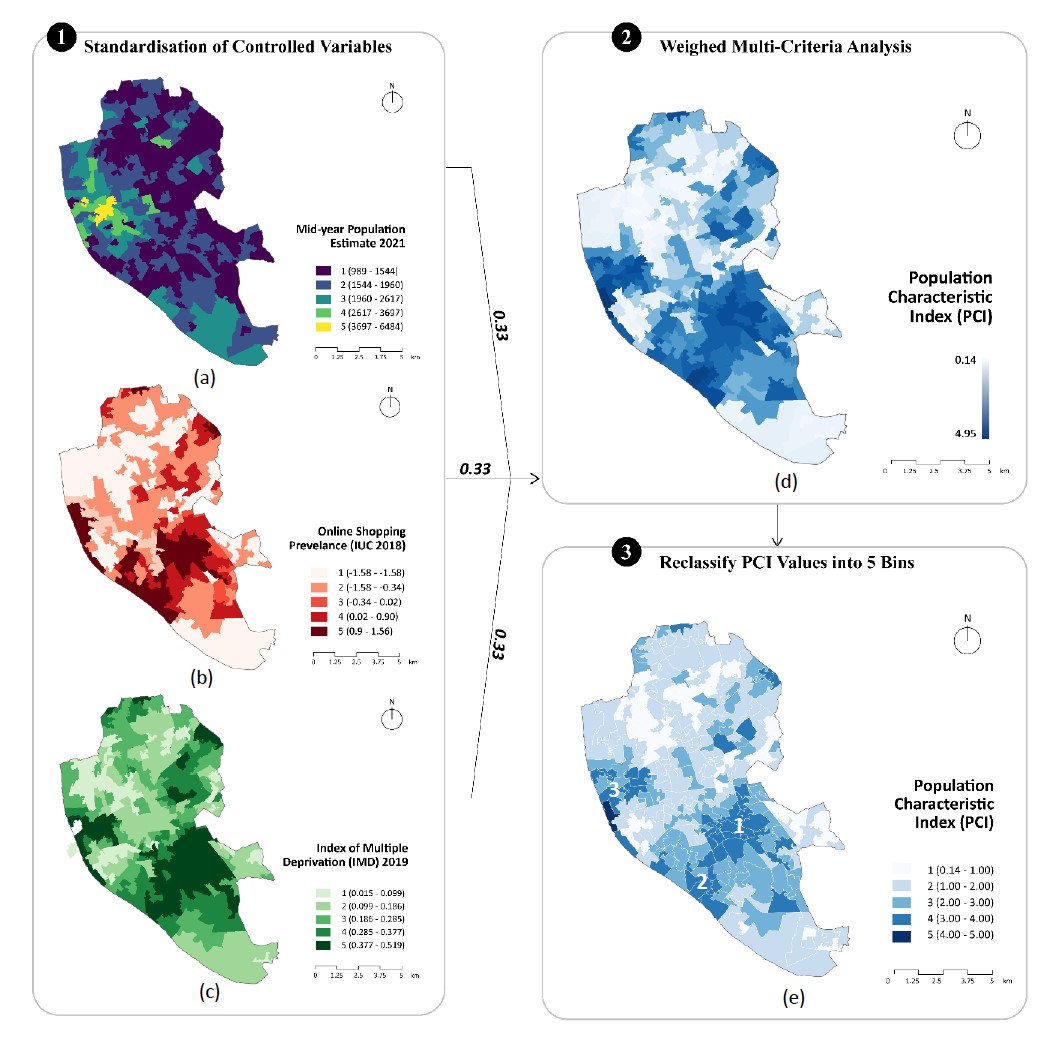 1 Standardisation of Controlled Variables
N
Mid-year Population
Estimate 2021
1 (989 - 1544)
2 (1544 - 1960)
3 (1960 - 2617)
4 (2617 - 3697)
5 (3697 - 6484)
0 1.25 2.5 3.75 5 km
(a)
N
Online Shopping
Prevelance (IUC 2018)
1 (-1.58 - -1.58)
2 (-1.58 - -0.34)
3 (-0.34 - 0.02)
4 (0.02 - 0.90)
5 (0.9 - 1.56)
0 1.25 2.5 3.75 5 km
(b)
N
Index of Multiple
Deprivation (IMD) 2019
1 (0.015 - 0.099)
2 (0.099 - 0.186)
3 (0.186 - 0.285)
4 (0.285 - 0.377)
5 (0.377 - 0.519)
0 1.25 2.5 3.75 5 km
(c)
0.33
0.33
0.33
2 Weighed Multi-Criteria Analysis
N
Population
Characteristic
Index (PCI)
0.14
4.95
0 1.25 2.5 3.75 5 km
(d)
3 Reclassify PCI Values into 5 Bins
N
3
1
2
Population
Characteristic
Index (PCI)
1 (0.14 - 1.00)
2 (1.00 - 2.00)
3 (2.00 - 3.00)
4 (3.00 - 4.00)
5 (4.00 - 5.00)
0 1.25 2.5 3.75 5 km
(e)